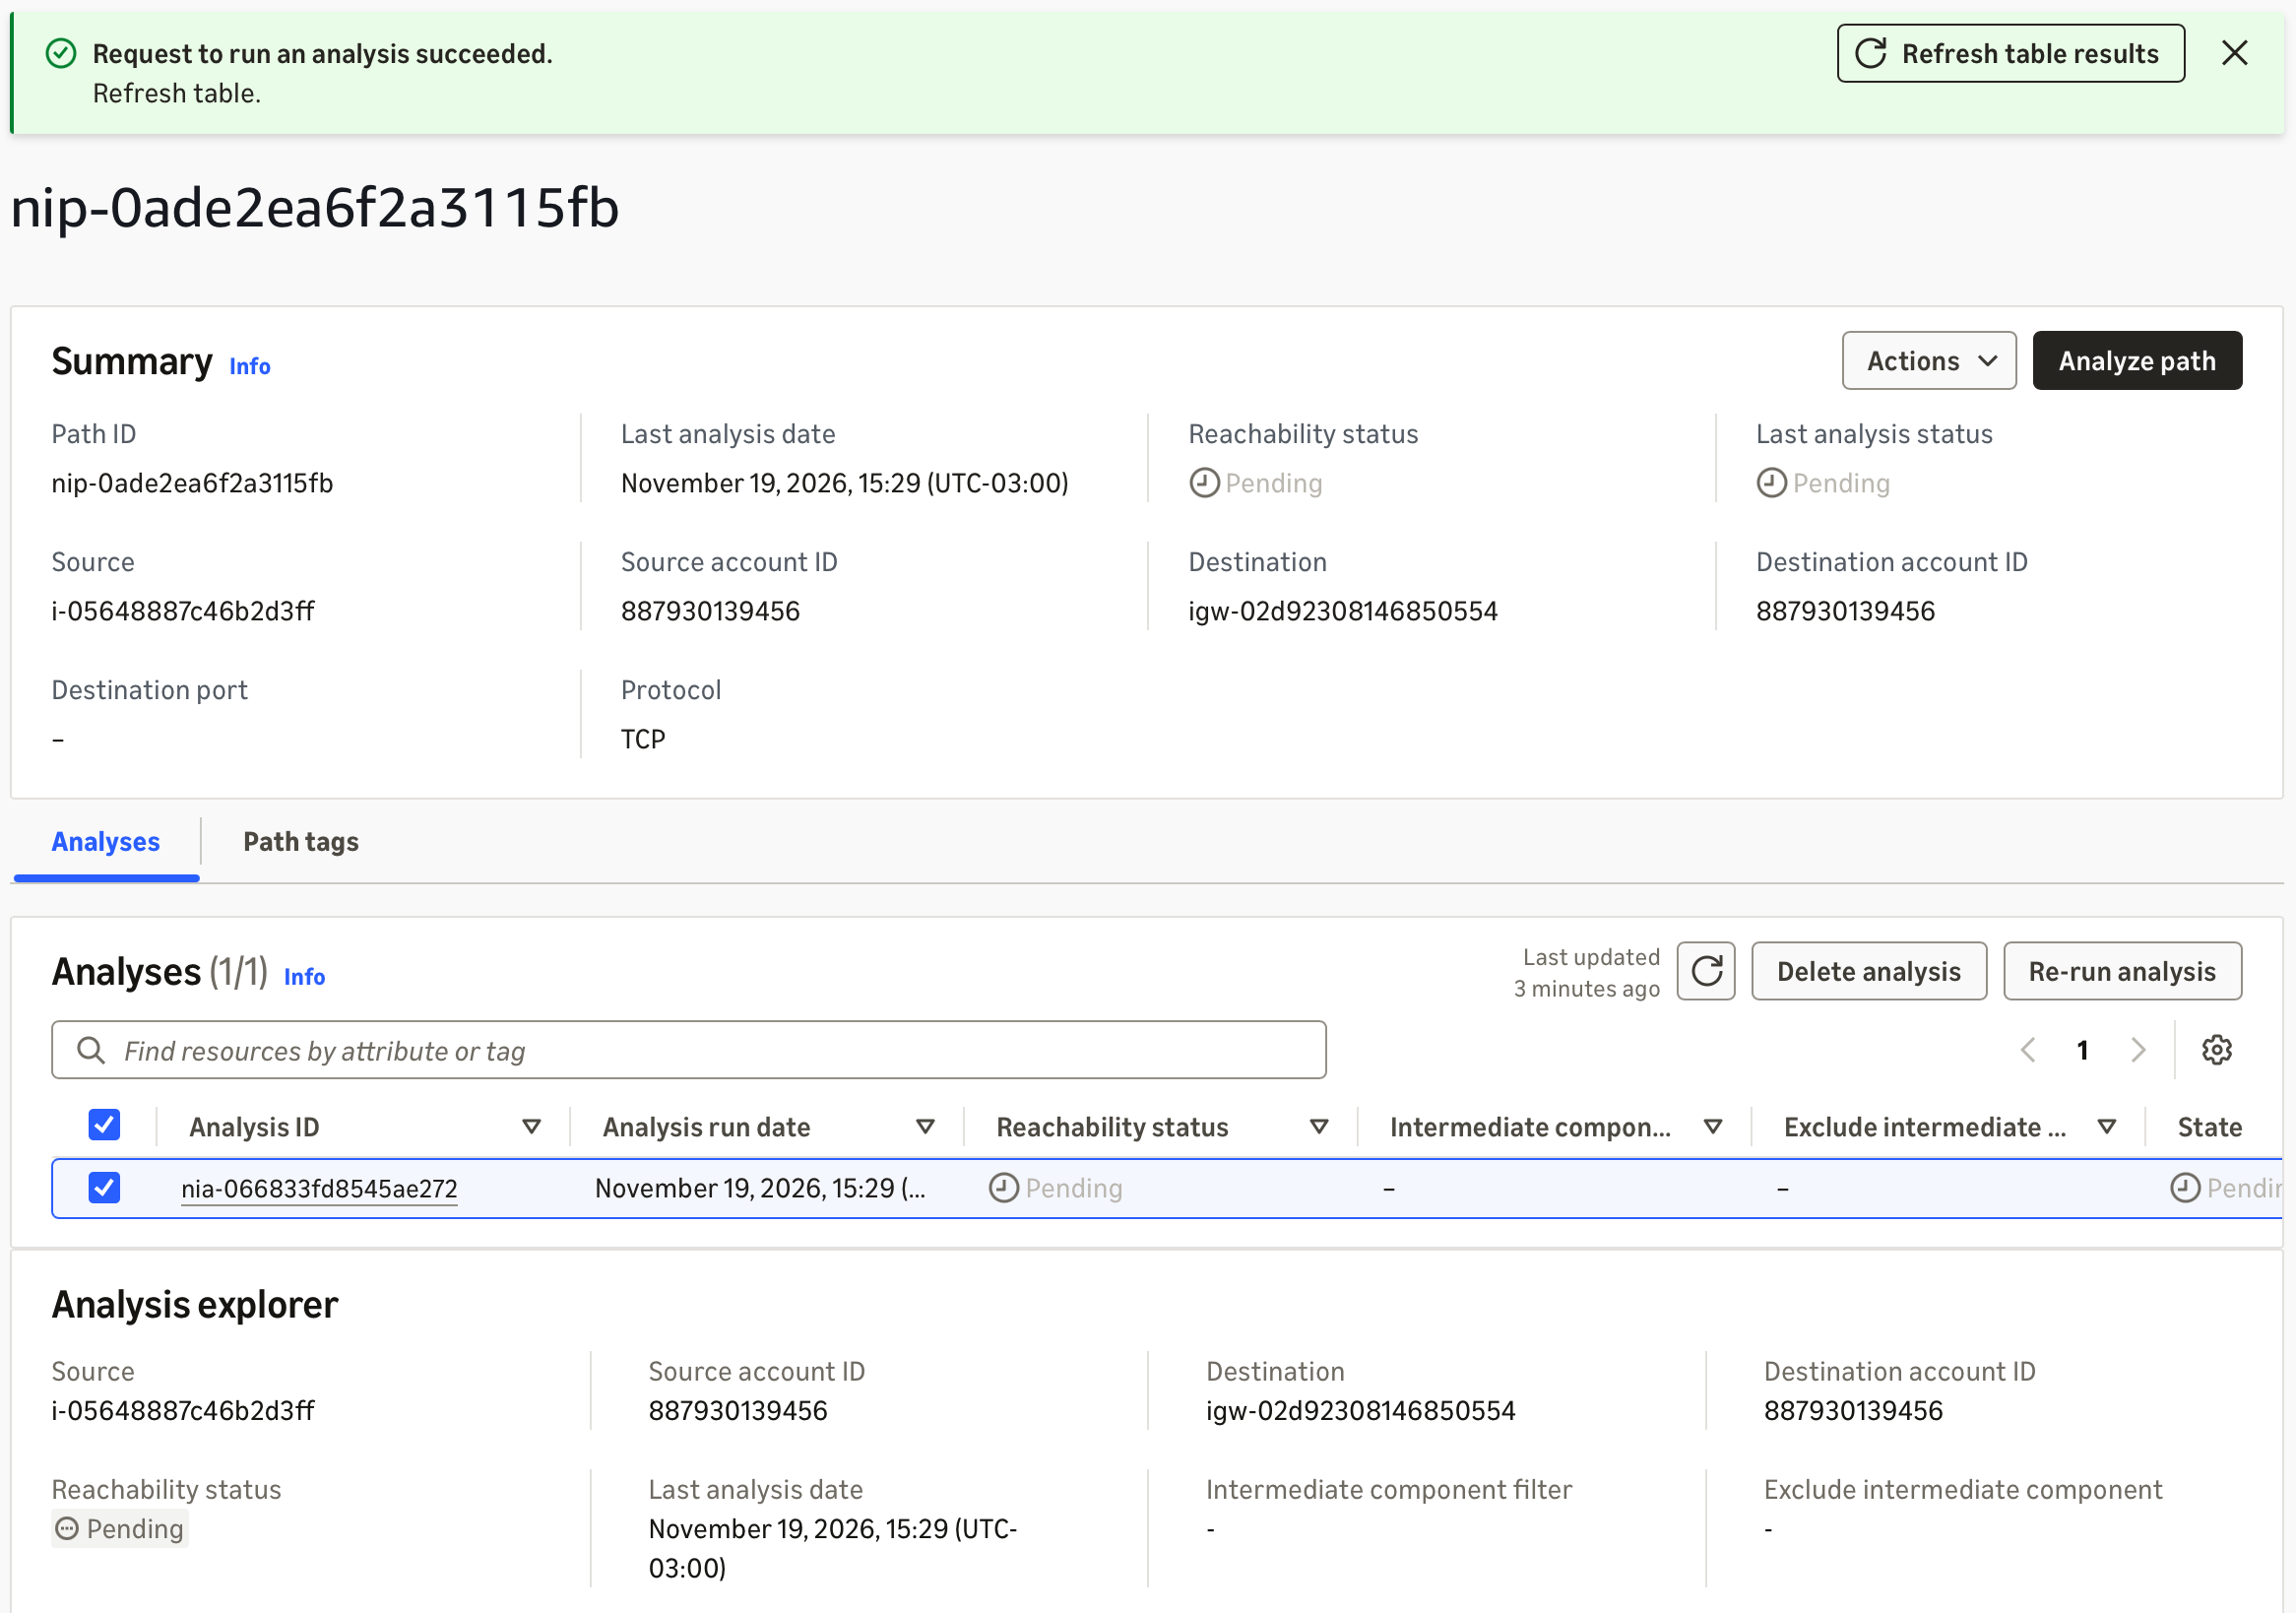 Request to run an analysis succeeded.
Refresh table.
Refresh table results
nip-0ade2ea6f2a3115fb
Summary Info
Actions
Analyze path
Path ID
nip-0ade2ea6f2a3115fb
Last analysis date
November 19, 2026, 15:29 (UTC-03:00)
Reachability status
Pending
Last analysis status
Pending
Source
i-05648887c46b2d3ff
Source account ID
887930139456
Destination
igw-02d92308146850554
Destination account ID
887930139456
Destination port
–
Protocol
TCP
Analyses
Path tags
Analyses (1/1) Info
Last updated
3 minutes ago
Delete analysis
Re-run analysis
Find resources by attribute or tag
1
Analysis ID
Analysis run date
Reachability status
Intermediate compon...
Exclude intermediate ...
State
nia-066833fd8545ae272
November 19, 2026, 15:29 (...
Pending
–
–
Pendir
Analysis explorer
Source
i-05648887c46b2d3ff
Source account ID
887930139456
Destination
igw-02d92308146850554
Destination account ID
887930139456
Reachability status
Pending
Last analysis date
November 19, 2026, 15:29 (UTC-
03:00)
Intermediate component filter
-
Exclude intermediate component
-